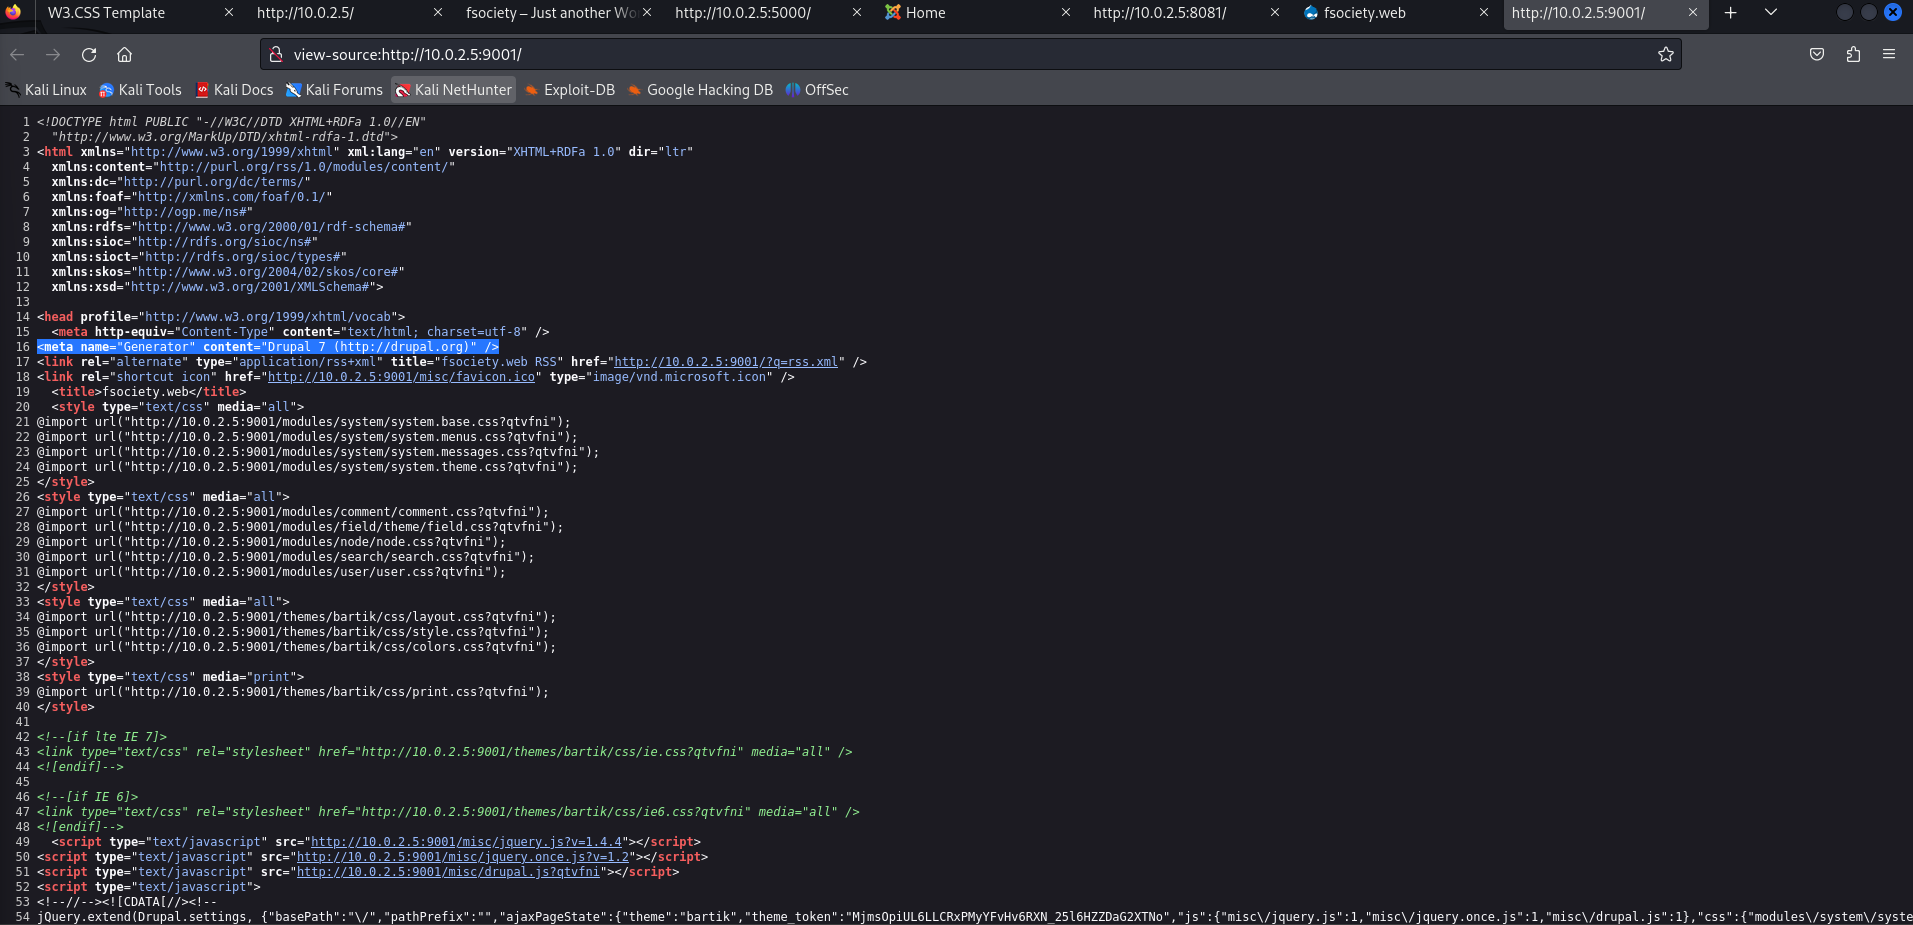 W3.CSS Template
http://10.0.2.5/
fsociety – Just another Wo
http://10.0.2.5:5000/
Home
http://10.0.2.5:8081/
fsociety.web
http://10.0.2.5:9001/
view-source:http://10.0.2.5:9001/
Kali Linux Kali Tools Kali Docs Kali Forums Kali NetHunter Exploit-DB Google Hacking DB OffSec
1 <!DOCTYPE html PUBLIC "-//W3C//DTD XHTML+RDFa 1.0//EN"
2 "http://www.w3.org/MarkUp/DTD/xhtml-rdfa-1.dtd">
3 <html xmlns="http://www.w3.org/1999/xhtml" xml:lang="en" version="XHTML+RDFa 1.0" dir="ltr"
4 xmlns:content="http://purl.org/rss/1.0/modules/content/"
5 xmlns:dc="http://purl.org/dc/terms/"
6 xmlns:foaf="http://xmlns.com/foaf/0.1/"
7 xmlns:og="http://ogp.me/ns#"
8 xmlns:rdfs="http://www.w3.org/2000/01/rdf-schema#"
9 xmlns:sioc="http://rdfs.org/sioc/ns#"
10 xmlns:sioct="http://rdfs.org/sioc/types#"
11 xmlns:skos="http://www.w3.org/2004/02/skos/core#"
12 xmlns:xsd="http://www.w3.org/2001/XMLSchema#">
13
14 <head profile="http://www.w3.org/1999/xhtml/vocab">
15 <meta http-equiv="Content-Type" content="text/html; charset=utf-8" />
16 <meta name="Generator" content="Drupal 7 (http://drupal.org)" />
17 <link rel="alternate" type="application/rss+xml" title="fsociety.web RSS" href="http://10.0.2.5:9001/?q=rss.xml" />
18 <link rel="shortcut icon" href="http://10.0.2.5:9001/misc/favicon.ico" type="image/vnd.microsoft.icon" />
19 <title>fsociety.web</title>
20 <style type="text/css" media="all">
21 @import url("http://10.0.2.5:9001/modules/system/system.base.css?qtvfni");
22 @import url("http://10.0.2.5:9001/modules/system/system.menus.css?qtvfni");
23 @import url("http://10.0.2.5:9001/modules/system/system.messages.css?qtvfni");
24 @import url("http://10.0.2.5:9001/modules/system/system.theme.css?qtvfni");
25 </style>
26 <style type="text/css" media="all">
27 @import url("http://10.0.2.5:9001/modules/comment/comment.css?qtvfni");
28 @import url("http://10.0.2.5:9001/modules/field/theme/field.css?qtvfni");
29 @import url("http://10.0.2.5:9001/modules/node/node.css?qtvfni");
30 @import url("http://10.0.2.5:9001/modules/search/search.css?qtvfni");
31 @import url("http://10.0.2.5:9001/modules/user/user.css?qtvfni");
32 </style>
33 <style type="text/css" media="all">
34 @import url("http://10.0.2.5:9001/themes/bartik/css/layout.css?qtvfni");
35 @import url("http://10.0.2.5:9001/themes/bartik/css/style.css?qtvfni");
36 @import url("http://10.0.2.5:9001/themes/bartik/css/colors.css?qtvfni");
37 </style>
38 <style type="text/css" media="print">
39 @import url("http://10.0.2.5:9001/themes/bartik/css/print.css?qtvfni");
40 </style>
41
42 <!--[if lte IE 7]>
43 <link type="text/css" rel="stylesheet" href="http://10.0.2.5:9001/themes/bartik/css/ie.css?qtvfni" media="all" />
44 <![endif]-->
45
46 <!--[if IE 6]>
47 <link type="text/css" rel="stylesheet" href="http://10.0.2.5:9001/themes/bartik/css/ie6.css?qtvfni" media="all" />
48 <![endif]-->
49 <script type="text/javascript" src="http://10.0.2.5:9001/misc/jquery.js?v=1.4.4"></script>
50 <script type="text/javascript" src="http://10.0.2.5:9001/misc/jquery.once.js?v=1.2"></script>
51 <script type="text/javascript" src="http://10.0.2.5:9001/misc/drupal.js?qtvfni"></script>
52 <script type="text/javascript">
53 <!--//--><![CDATA[//><!--
54 jQuery.extend(Drupal.settings, {"basePath":"\/","pathPrefix":"","ajaxPageState":{"theme":"bartik","theme_token":"MjmsOpiUL6LLCRxPMyYFvHv6RXN_25l6HZZDaG2XTNo","js":{"misc\/jquery.js":1,"misc\/jquery.once.js":1,"misc\/drupal.js":1},"css":{"modules\/system\/syste